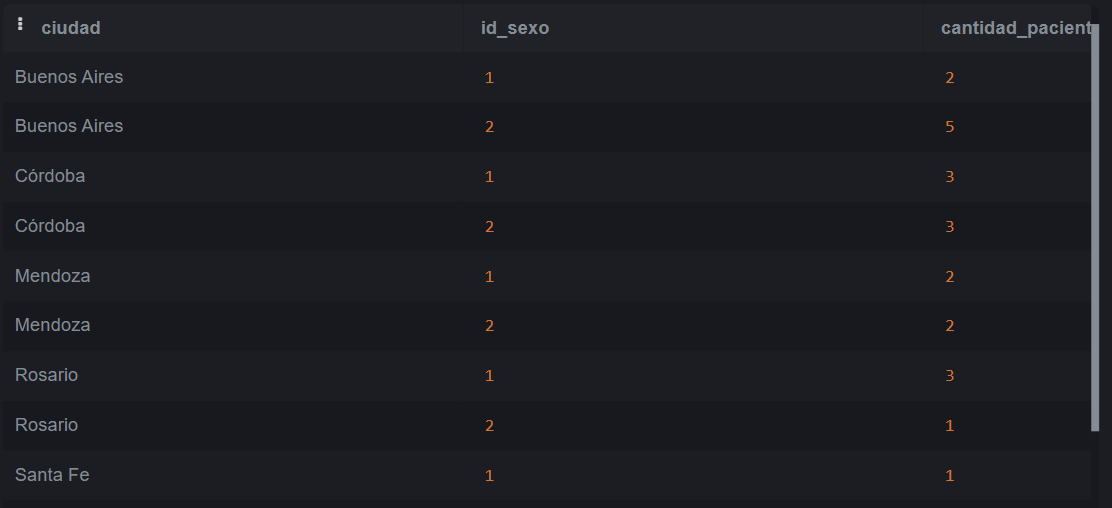 ciudad id_sexo cantidad_pacient
Buenos Aires 1 2
Buenos Aires 2 5
Córdoba 1 3
Córdoba 2 3
Mendoza 1 2
Mendoza 2 2
Rosario 1 3
Rosario 2 1
Santa Fe 1 1